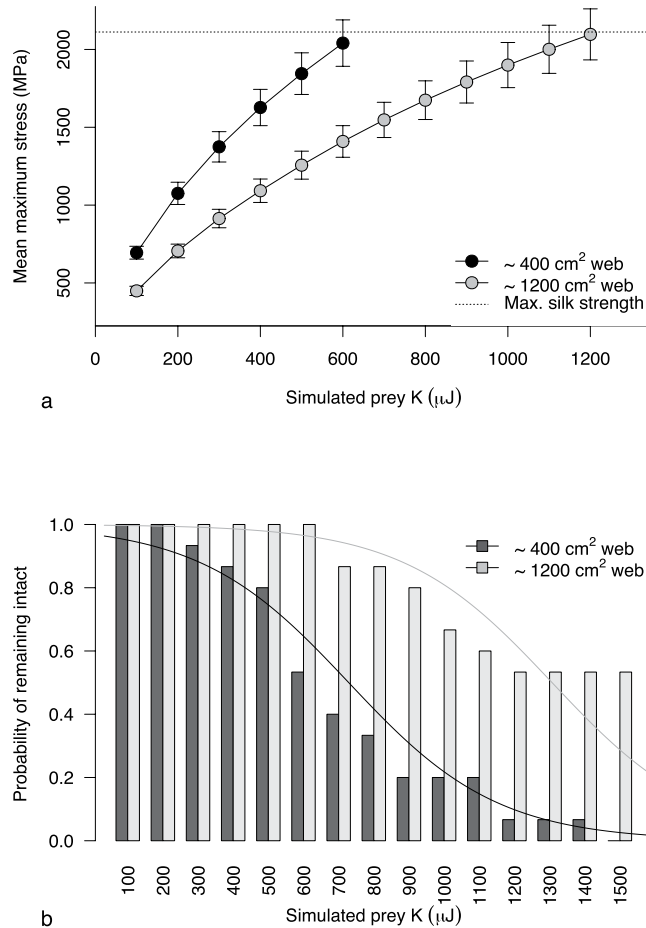 Mean maximum stress (MPa)
2000
1500
1000
500
~ 400 cm² web
~ 1200 cm² web
Max. silk strength
0 200 400 600 800 1000 1200
Simulated prey K (μJ)
a
Probability of remaining intact
1.0
0.8
0.6
0.4
0.2
0.0
~ 400 cm² web
~ 1200 cm² web
100 200 300 400 500 600 700 800 900 1000 1100 1200 1300 1400 1500
Simulated prey K (μJ)
b